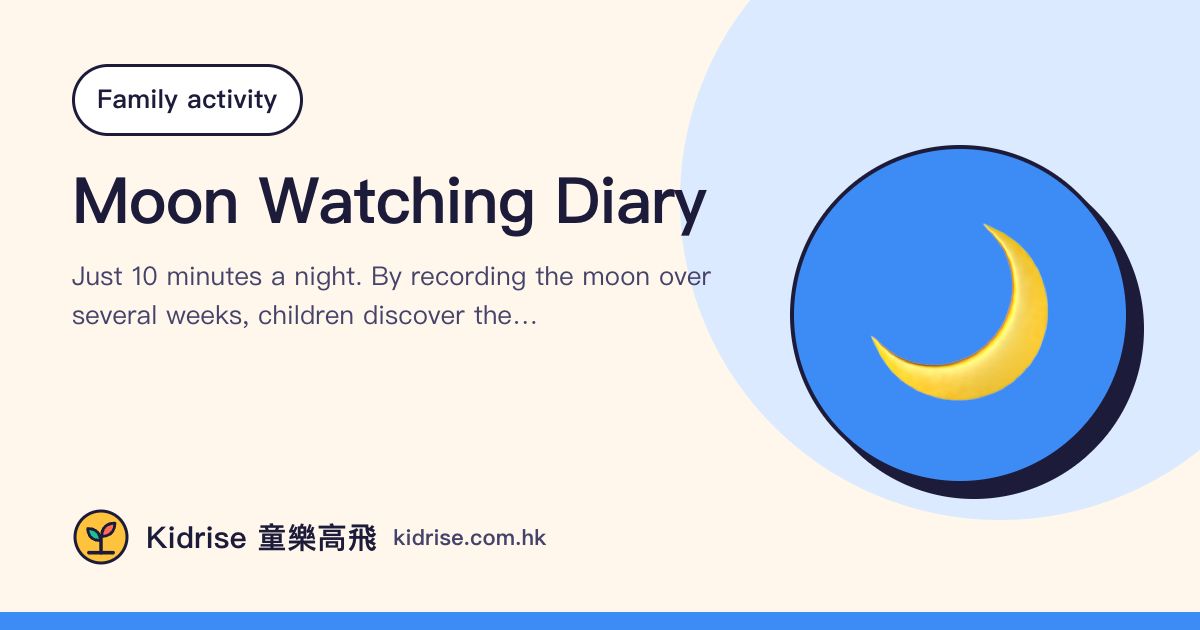 Family activity
Moon Watching Diary
Just 10 minutes a night. By recording the moon over
several weeks, children discover the…
Kidrise 童樂高飛 kidrise.com.hk